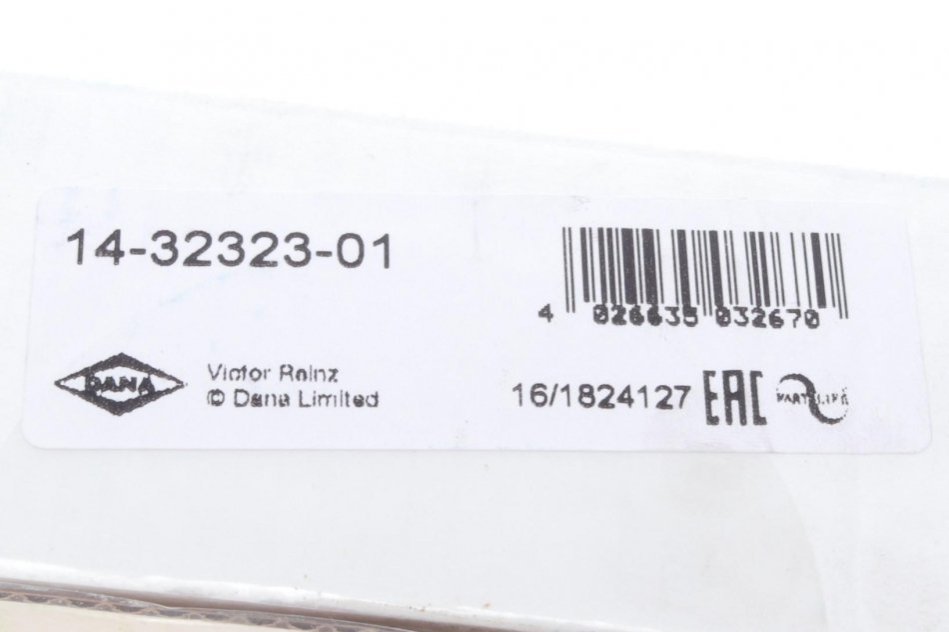 14-32323-01
4 026635 032670
DANA
Victor Reinz
© Dana Limited
16/1824127 EAC